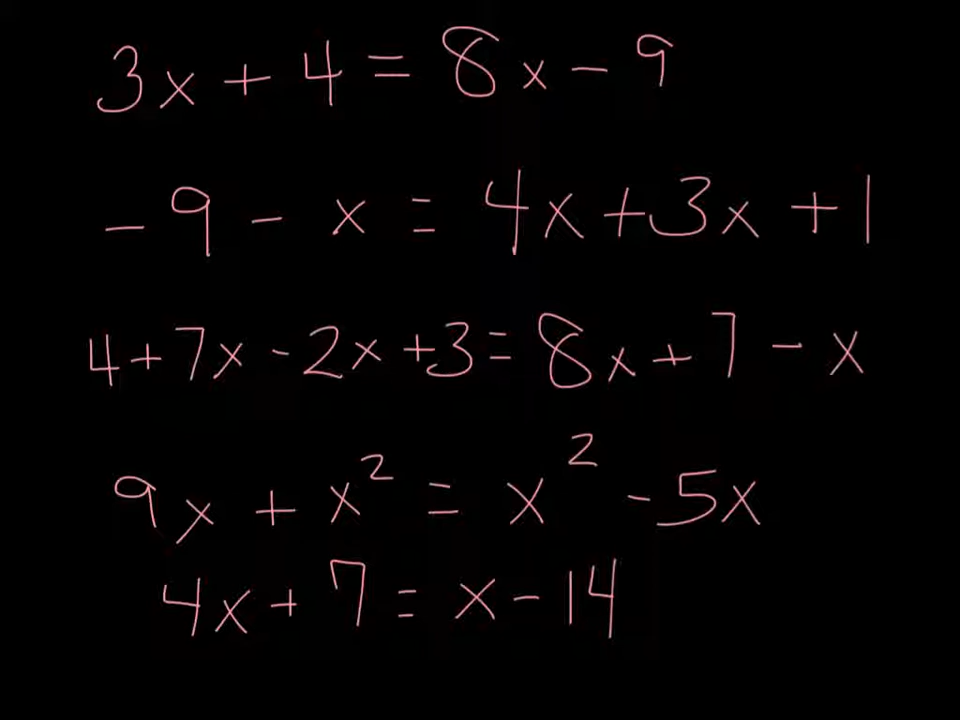 3x + 4 = 8x - 9
- 9 - x = 4x + 3x + 1
4 + 7x - 2x + 3 = 8x + 7 - x
9x + x² = x² - 5x
4x + 7 = x - 14